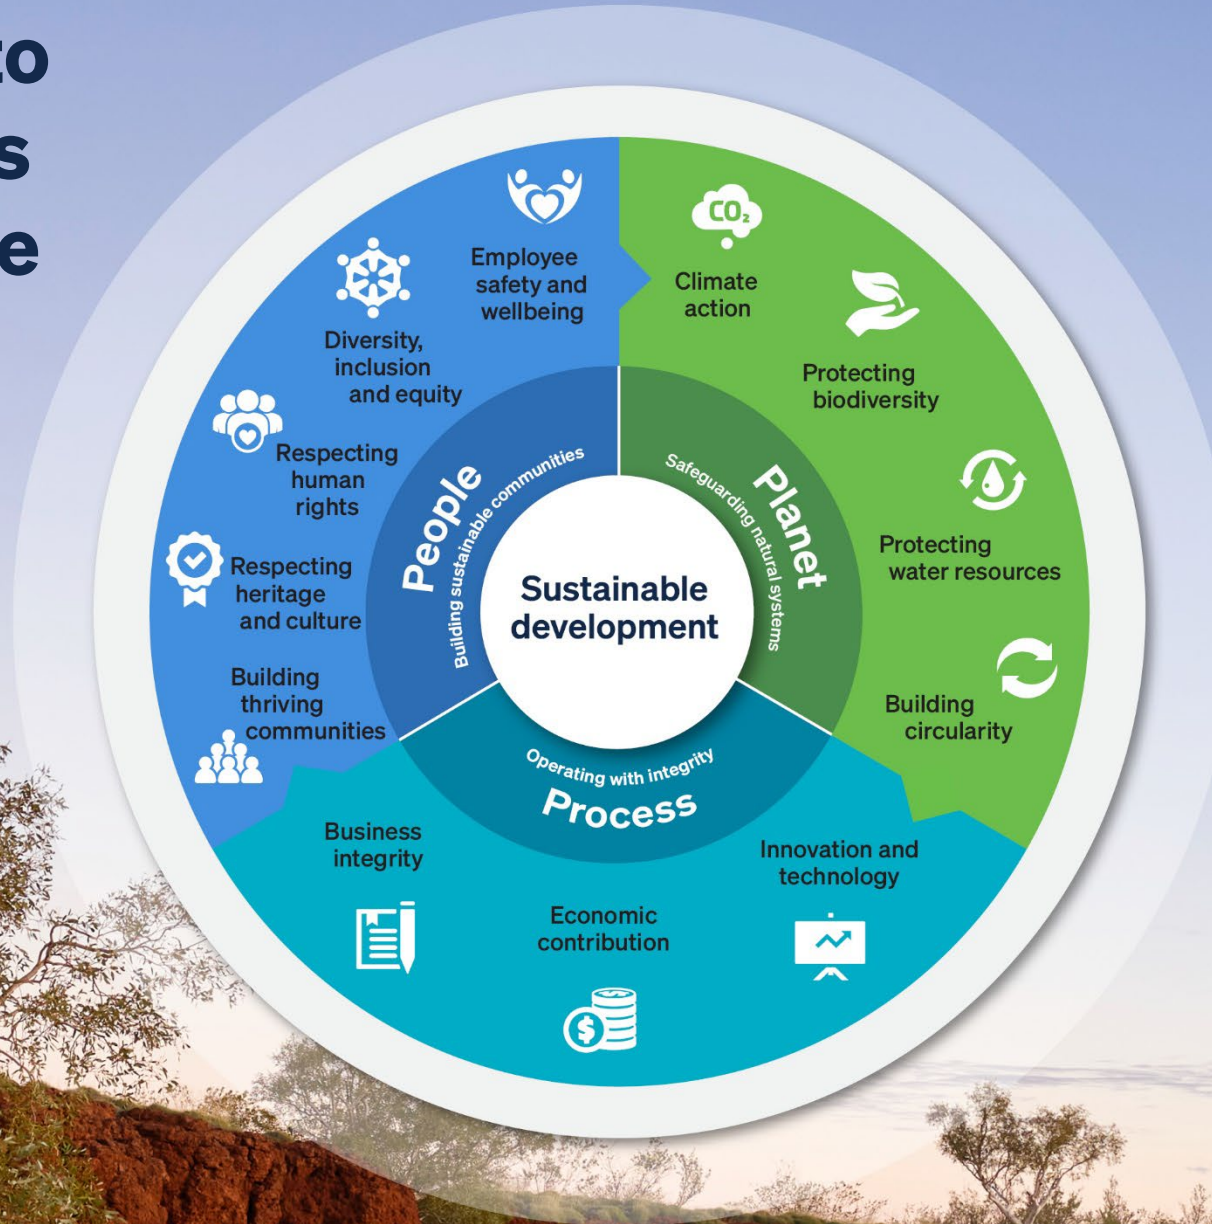 to
s
e
Employee
safety and
wellbeing
Diversity,
inclusion
and equity
Respecting
human
rights
Respecting
heritage
and culture
Building
thriving
communities
People
Building sustainable communities
CO₂
Climate
action
Protecting
biodiversity
Protecting
water resources
Building
circularity
Planet
Safeguarding natural systems
Sustainable
development
Operating with integrity
Process
Business
integrity
Economic
contribution
$
Innovation and
technology